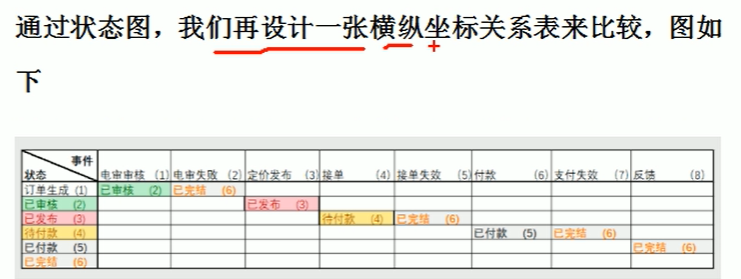 通过状态图，我们再设计一张横纵坐标关系表来比较，图如
下
事件
状态 电审审核 (1) 电审失败 (2) 定价发布 (3) 接单 (4) 接单失效 (5) 付款 (6) 支付失效 (7) 反馈 (8)
订单生成 (1) 已审核 (2) 已完结 (6)
已审核 (2) 已发布 (3)
已发布 (3) 待付款 (4) 已完结 (6)
待付款 (4) 已付款 (5) 已完结 (6)
已付款 (5) 已完结 (6)
已完结 (6)